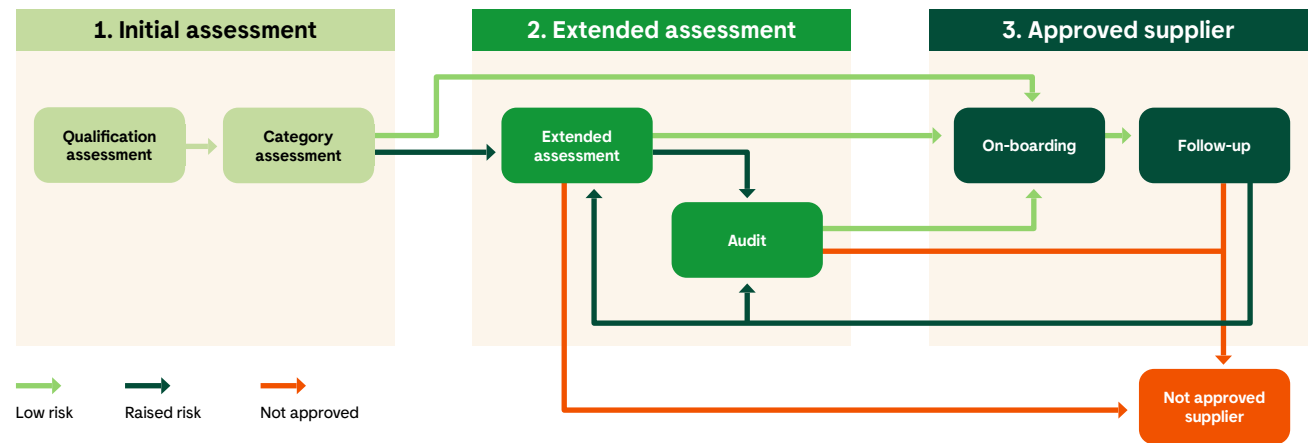 1. Initial assessment
2. Extended assessment
3. Approved supplier
Qualification
assessment
Category
assessment
Extended
assessment
On-boarding
Follow-up
Audit
Low risk
Raised risk
Not approved
Not approved
supplier